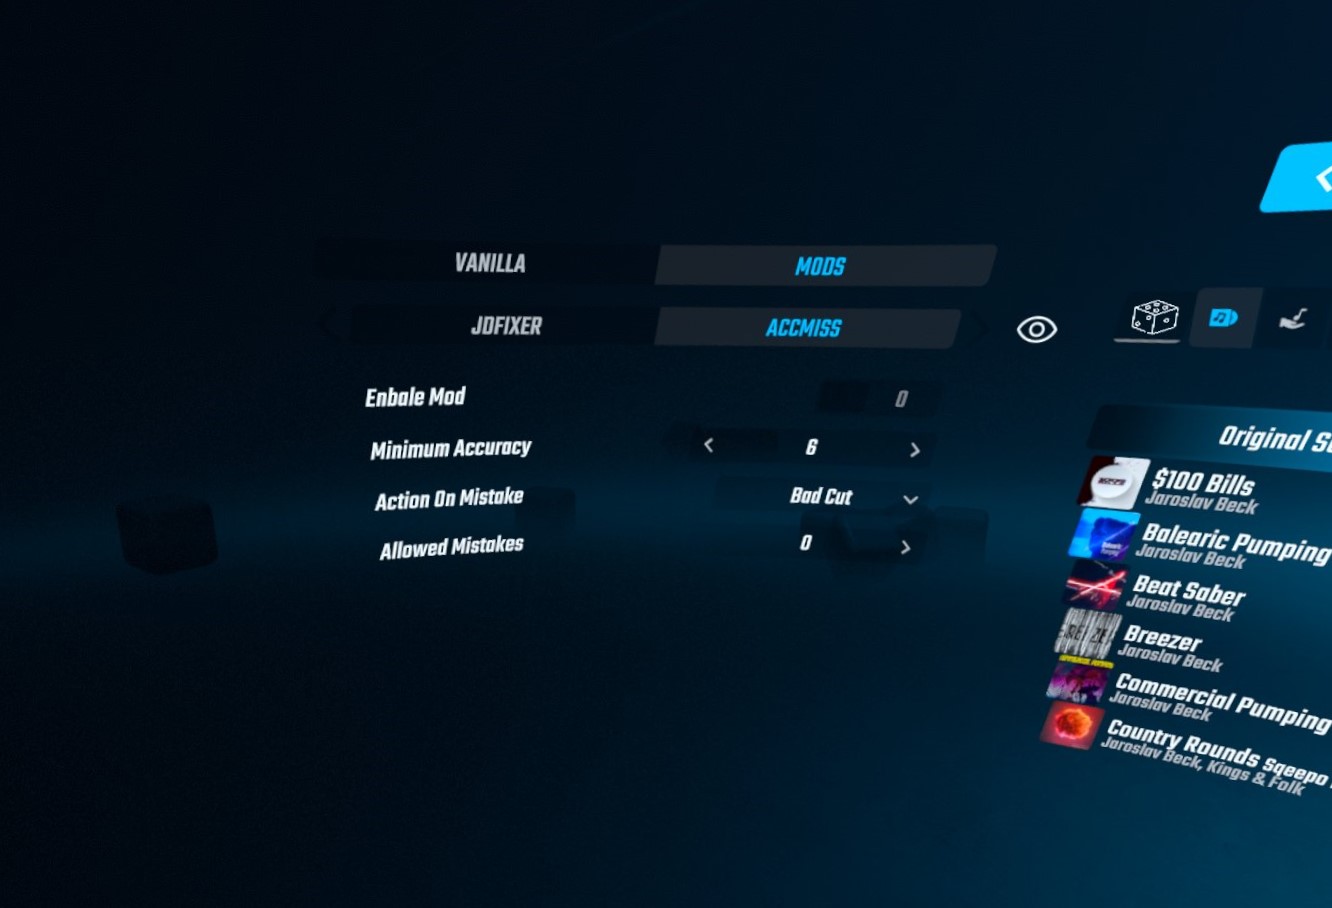 VANILLA
MODS
JDFIXER
ACCMISS
Enbale Mod
0
Minimum Accuracy
6
Action On Mistake
Bad Cut
Allowed Mistakes
0
Original S
$100 Bills
Jaroslav Beck
Balearic Pumping
Jaroslav Beck
Beat Saber
Jaroslav Beck
Breezer
Jaroslav Beck
Commercial Pumping
Jaroslav Beck
Country Rounds Sqeepo
Jaroslav Beck, Kings & Folk